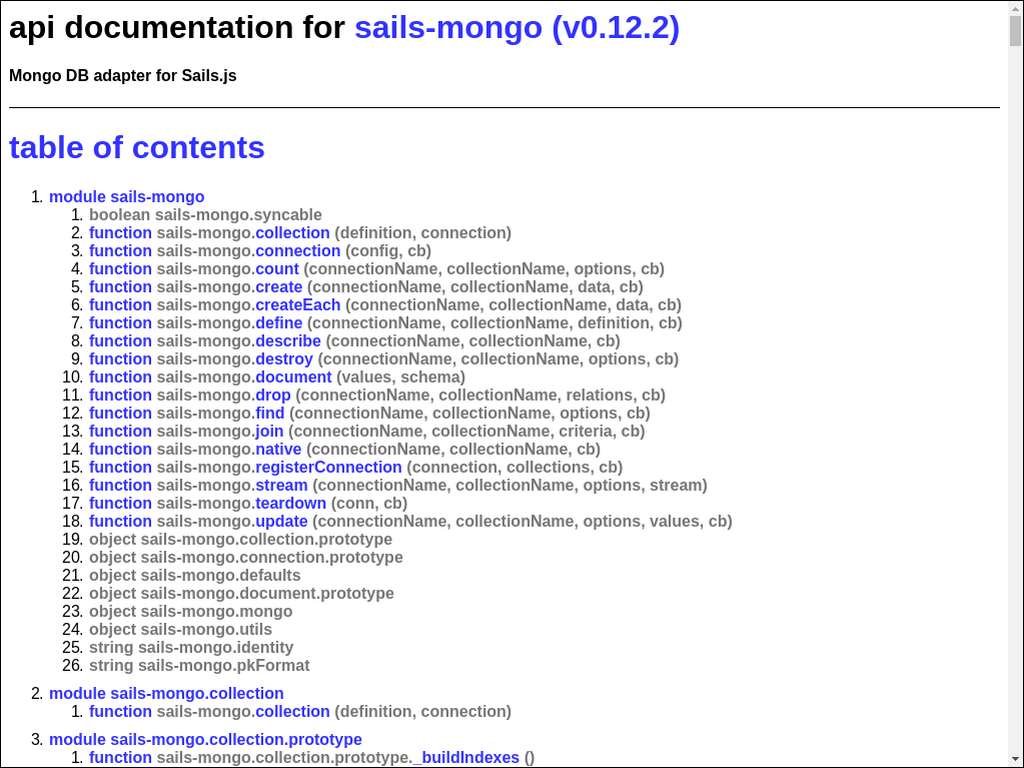 api documentation for sails-mongo (v0.12.2)
Mongo DB adapter for Sails.js
table of contents
1. module sails-mongo
1. boolean sails-mongo.syncable
2. function sails-mongo.collection (definition, connection)
3. function sails-mongo.connection (config, cb)
4. function sails-mongo.count (connectionName, collectionName, options, cb)
5. function sails-mongo.create (connectionName, collectionName, data, cb)
6. function sails-mongo.createEach (connectionName, collectionName, data, cb)
7. function sails-mongo.define (connectionName, collectionName, definition, cb)
8. function sails-mongo.describe (connectionName, collectionName, cb)
9. function sails-mongo.destroy (connectionName, collectionName, options, cb)
10. function sails-mongo.document (values, schema)
11. function sails-mongo.drop (connectionName, collectionName, relations, cb)
12. function sails-mongo.find (connectionName, collectionName, options, cb)
13. function sails-mongo.join (connectionName, collectionName, criteria, cb)
14. function sails-mongo.native (connectionName, collectionName, cb)
15. function sails-mongo.registerConnection (connection, collections, cb)
16. function sails-mongo.stream (connectionName, collectionName, options, stream)
17. function sails-mongo.teardown (conn, cb)
18. function sails-mongo.update (connectionName, collectionName, options, values, cb)
19. object sails-mongo.collection.prototype
20. object sails-mongo.connection.prototype
21. object sails-mongo.defaults
22. object sails-mongo.document.prototype
23. object sails-mongo.mongo
24. object sails-mongo.utils
25. string sails-mongo.identity
26. string sails-mongo.pkFormat
2. module sails-mongo.collection
1. function sails-mongo.collection (definition, connection)
3. module sails-mongo.collection.prototype
1. function sails-mongo.collection.prototype._buildIndexes ()